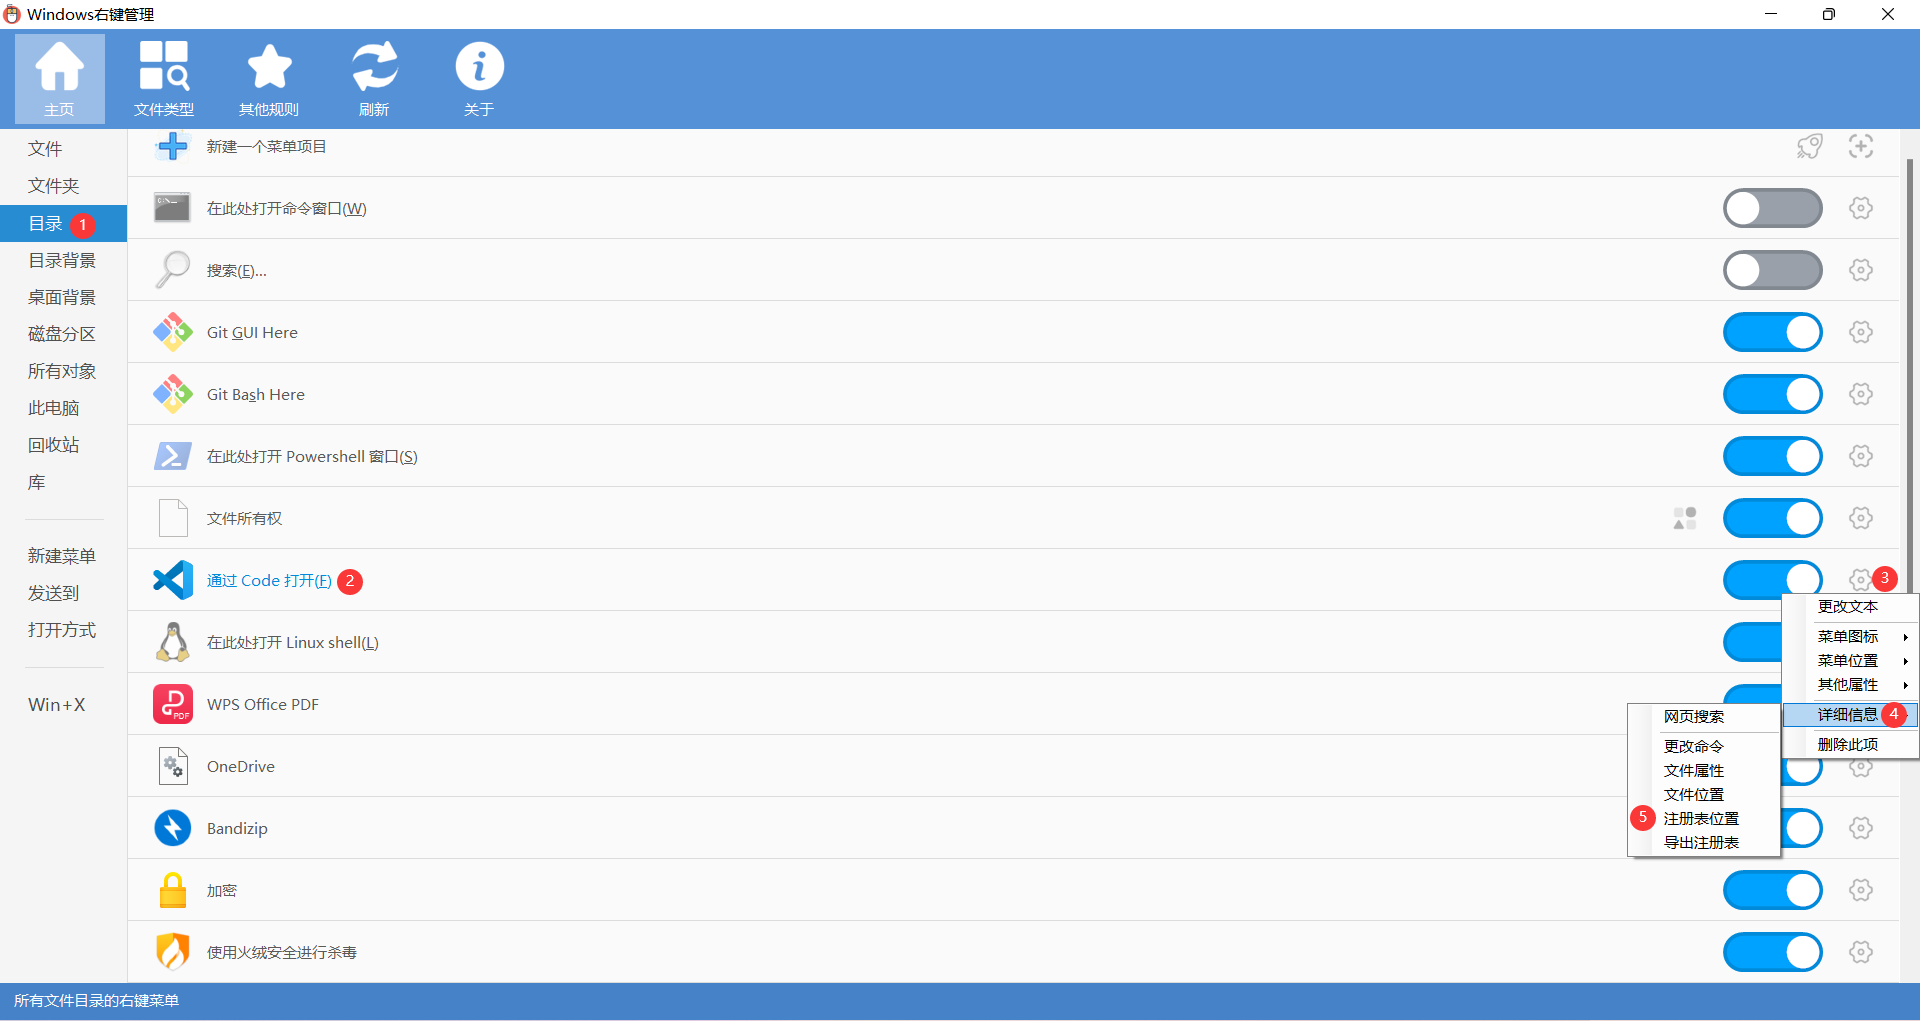 Windows右键管理
主页
文件类型
其他规则
刷新
关于
文件
文件夹
目录 1
目录背景
桌面背景
磁盘分区
所有对象
此电脑
回收站
库
新建菜单
发送到
打开方式
Win+X
新建一个菜单项目
在此处打开命令窗口(W)
搜索(E)...
Git GUI Here
Git Bash Here
在此处打开 Powershell 窗口(S)
文件所有权
通过 Code 打开(F) 2
3
在此处打开 Linux shell(L)
PDF
WPS Office PDF
OneDrive
Bandizip
加密
使用火绒安全进行杀毒
更改文本
菜单图标
菜单位置
其他属性
详细信息 4
删除此项
网页搜索
更改命令
文件属性
文件位置
5 注册表位置
导出注册表
所有文件目录的右键菜单